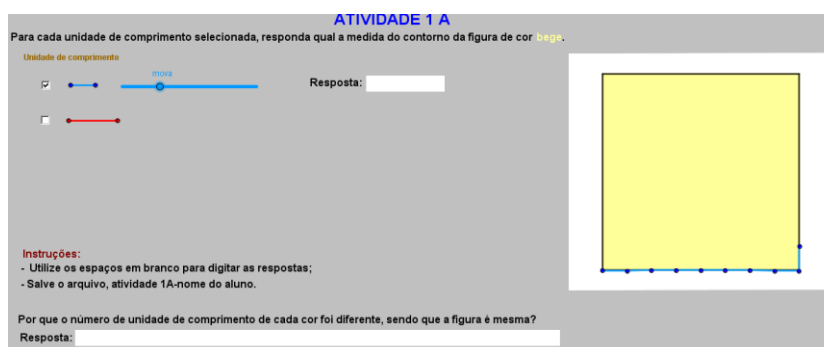 ATIVIDADE 1 A
Para cada unidade de comprimento selecionada, responda qual a medida do contorno da figura de cor bege.
Unidade de comprimento
mova
Resposta:
Instruções:
- Utilize os espaços em branco para digitar as respostas;
- Salve o arquivo, atividade 1A-nome do aluno.
Por que o número de unidade de comprimento de cada cor foi diferente, sendo que a figura é mesma?
Resposta: